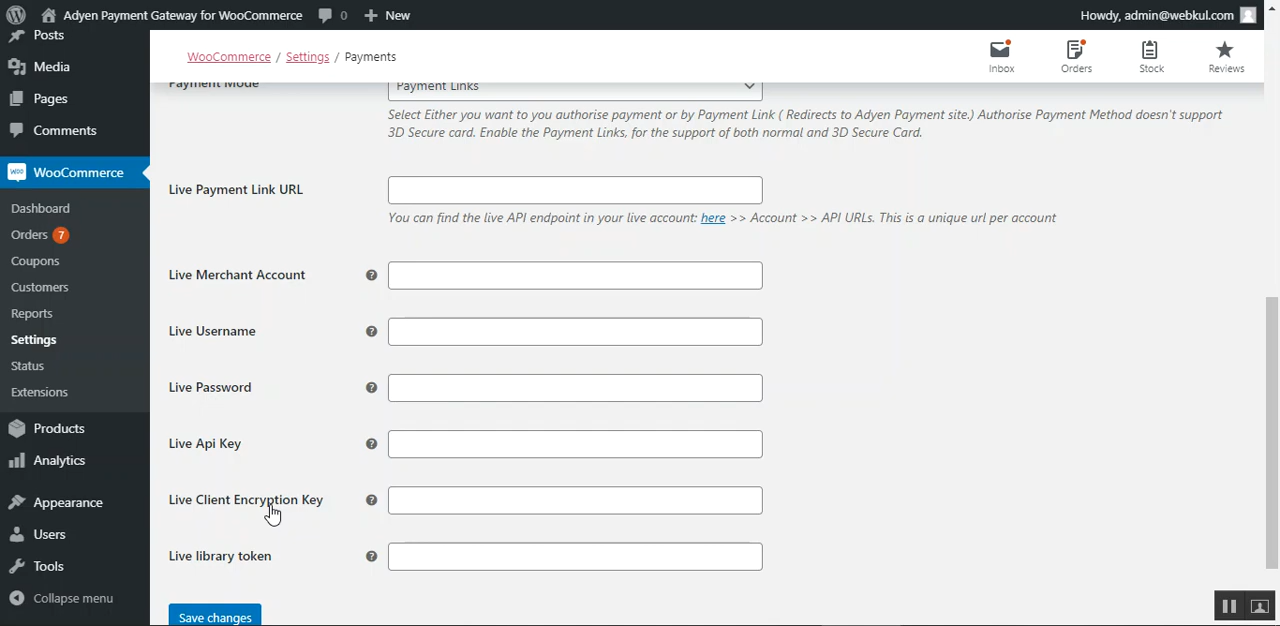 Adyen Payment Gateway for WooCommerce 0 New Howdy, admin@webkul.com
Posts
Media
Pages
Comments
WooCommerce
Dashboard
Orders 7
Coupons
Customers
Reports
Settings
Status
Extensions
Products
Analytics
Appearance
Users
Tools
Collapse menu
WooCommerce / Settings / Payments
Inbox Orders Stock Reviews
Payment Mode Payment Links
Select Either you want to you authorise payment or by Payment Link ( Redirects to Adyen Payment site.) Authorise Payment Method doesn't support
3D Secure card. Enable the Payment Links, for the support of both normal and 3D Secure Card.
Live Payment Link URL
You can find the live API endpoint in your live account: here >> Account >> API URLs. This is a unique url per account
Live Merchant Account ?
Live Username ?
Live Password ?
Live Api Key ?
Live Client Encryption Key ?
Live library token ?
Save changes